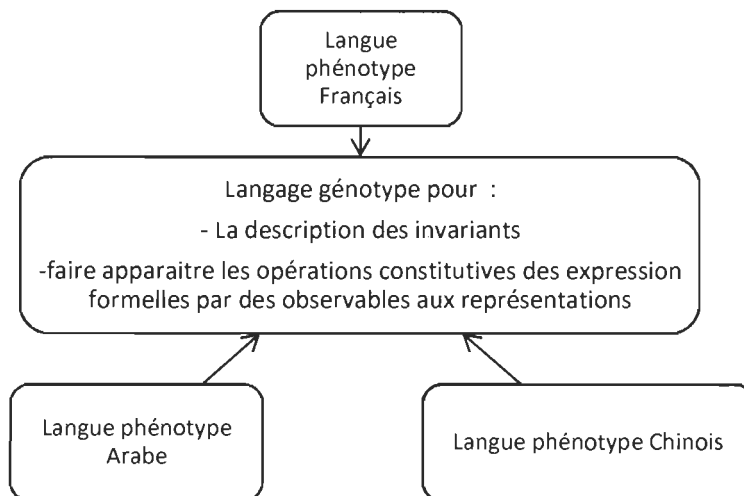 Langue
phénotype
Français
Langage génotype pour :
- La description des invariants
-faire apparaitre les opérations constitutives des expression
formelles par des observables aux représentations
Langue phénotype
Arabe
Langue phénotype Chinois